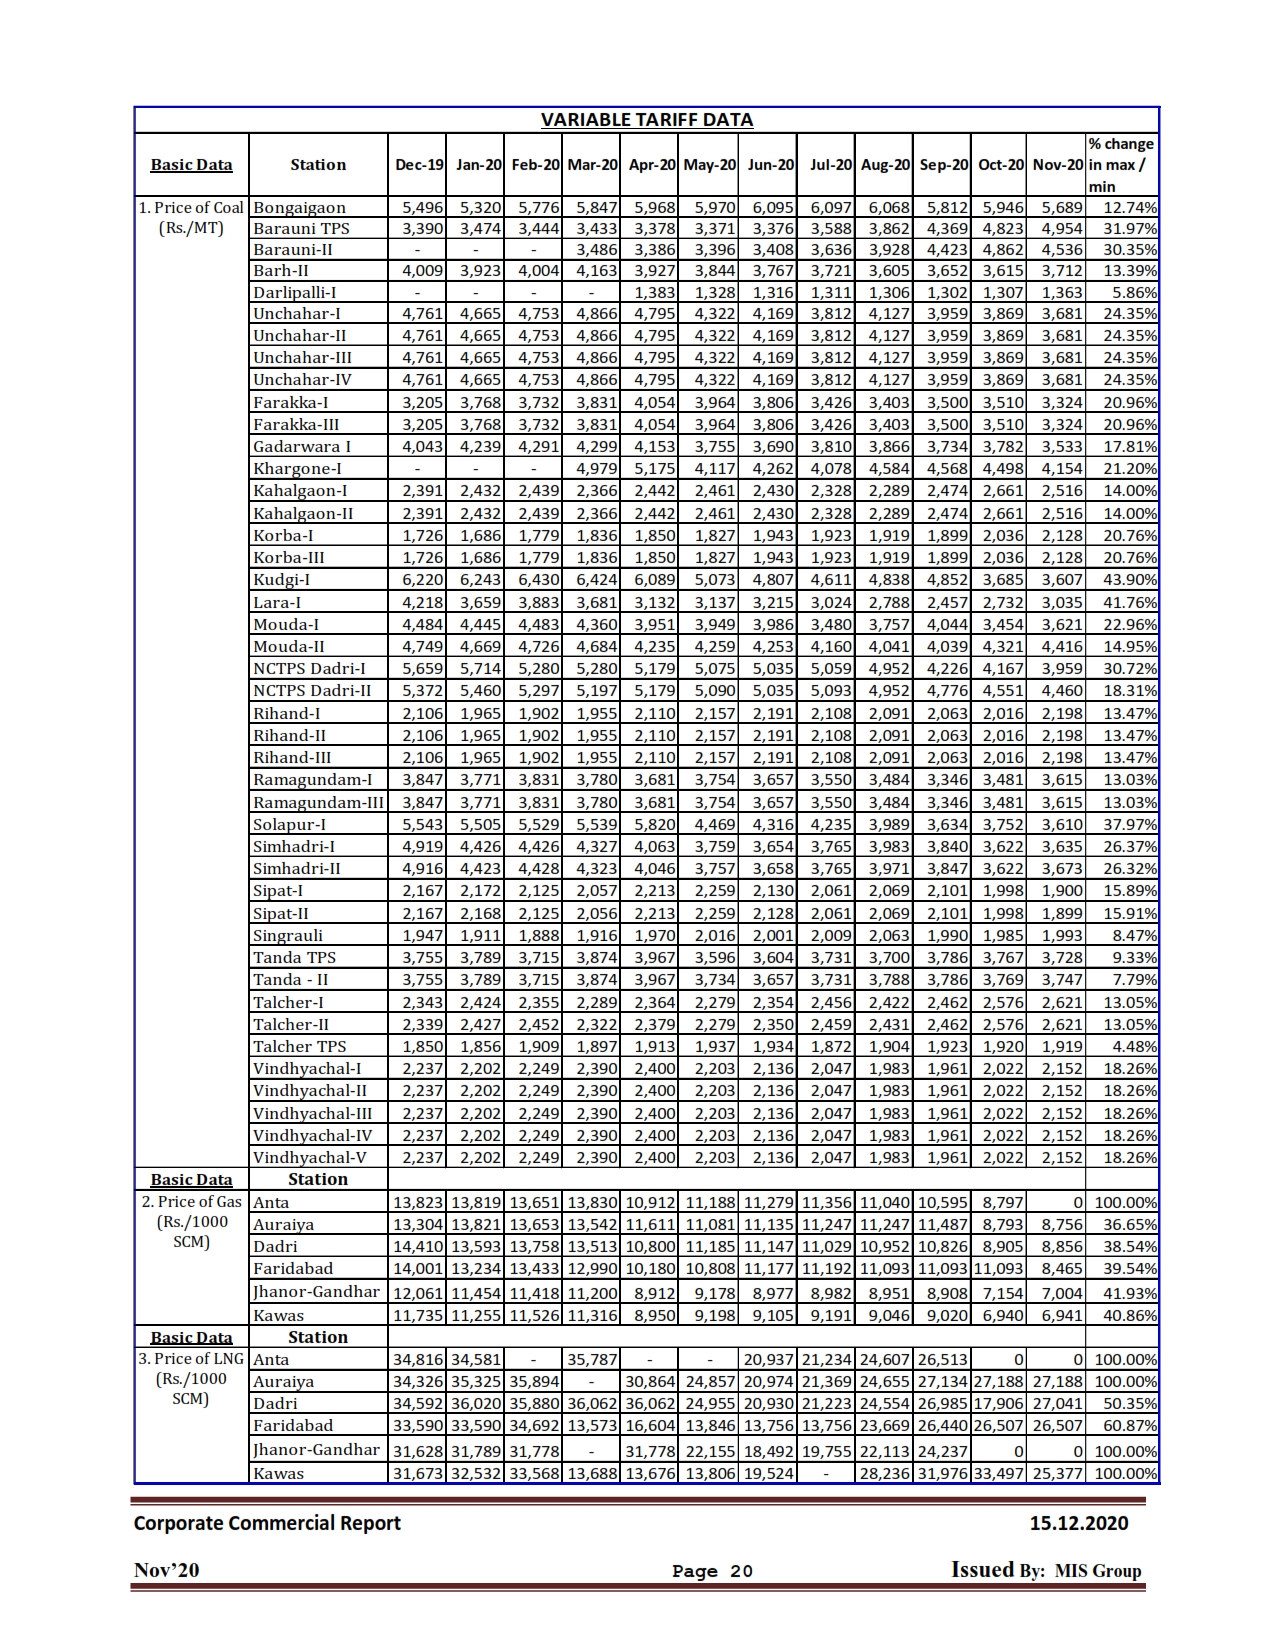 VARIABLE TARIFF DATA
Basic Data Station Dec-19 Jan-20 Feb-20 Mar-20 Apr-20 May-20 Jun-20 Jul-20 Aug-20 Sep-20 Oct-20 Nov-20 % change in max / min
1. Price of Coal Bongaigaon 5,496 5,320 5,776 5,847 5,968 5,970 6,095 6,097 6,068 5,812 5,946 5,689 12.74%
(Rs./MT) Barauni TPS 3,390 3,474 3,444 3,433 3,378 3,371 3,376 3,588 3,862 4,369 4,823 4,954 31.97%
Barauni-II - - - 3,486 3,386 3,396 3,408 3,636 3,928 4,423 4,862 4,536 30.35%
Barh-II 4,009 3,923 4,004 4,163 3,927 3,844 3,767 3,721 3,605 3,652 3,615 3,712 13.39%
Darlipalli-I - - - - 1,383 1,328 1,316 1,311 1,306 1,302 1,307 1,363 5.86%
Unchahar-I 4,761 4,665 4,753 4,866 4,795 4,322 4,169 3,812 4,127 3,959 3,869 3,681 24.35%
Unchahar-II 4,761 4,665 4,753 4,866 4,795 4,322 4,169 3,812 4,127 3,959 3,869 3,681 24.35%
Unchahar-III 4,761 4,665 4,753 4,866 4,795 4,322 4,169 3,812 4,127 3,959 3,869 3,681 24.35%
Unchahar-IV 4,761 4,665 4,753 4,866 4,795 4,322 4,169 3,812 4,127 3,959 3,869 3,681 24.35%
Farakka-I 3,205 3,768 3,732 3,831 4,054 3,964 3,806 3,426 3,403 3,500 3,510 3,324 20.96%
Farakka-III 3,205 3,768 3,732 3,831 4,054 3,964 3,806 3,426 3,403 3,500 3,510 3,324 20.96%
Gadarwara I 4,043 4,239 4,291 4,299 4,153 3,755 3,690 3,810 3,866 3,734 3,782 3,533 17.81%
Khargone-I - - - 4,979 5,175 4,117 4,262 4,078 4,584 4,568 4,498 4,154 21.20%
Kahalgaon-I 2,391 2,432 2,439 2,366 2,442 2,461 2,430 2,328 2,289 2,474 2,661 2,516 14.00%
Kahalgaon-II 2,391 2,432 2,439 2,366 2,442 2,461 2,430 2,328 2,289 2,474 2,661 2,516 14.00%
Korba-I 1,726 1,686 1,779 1,836 1,850 1,827 1,943 1,923 1,919 1,899 2,036 2,128 20.76%
Korba-III 1,726 1,686 1,779 1,836 1,850 1,827 1,943 1,923 1,919 1,899 2,036 2,128 20.76%
Kudgi-I 6,220 6,243 6,430 6,424 6,089 5,073 4,807 4,611 4,838 4,852 3,685 3,607 43.90%
Lara-I 4,218 3,659 3,883 3,681 3,132 3,137 3,215 3,024 2,788 2,457 2,732 3,035 41.76%
Mouda-I 4,484 4,445 4,483 4,360 3,951 3,949 3,986 3,480 3,757 4,044 3,454 3,621 22.96%
Mouda-II 4,749 4,669 4,726 4,684 4,235 4,259 4,253 4,160 4,041 4,039 4,321 4,416 14.95%
NCTPS Dadri-I 5,659 5,714 5,280 5,280 5,179 5,075 5,035 5,059 4,952 4,226 4,167 3,959 30.72%
NCTPS Dadri-II 5,372 5,460 5,297 5,197 5,179 5,090 5,035 5,093 4,952 4,776 4,551 4,460 18.31%
Rihand-I 2,106 1,965 1,902 1,955 2,110 2,157 2,191 2,108 2,091 2,063 2,016 2,198 13.47%
Rihand-II 2,106 1,965 1,902 1,955 2,110 2,157 2,191 2,108 2,091 2,063 2,016 2,198 13.47%
Rihand-III 2,106 1,965 1,902 1,955 2,110 2,157 2,191 2,108 2,091 2,063 2,016 2,198 13.47%
Ramagundam-I 3,847 3,771 3,831 3,780 3,681 3,754 3,657 3,550 3,484 3,346 3,481 3,615 13.03%
Ramagundam-III 3,847 3,771 3,831 3,780 3,681 3,754 3,657 3,550 3,484 3,346 3,481 3,615 13.03%
Solapur-I 5,543 5,505 5,529 5,539 5,820 4,469 4,316 4,235 3,989 3,634 3,752 3,610 37.97%
Simhadri-I 4,919 4,426 4,426 4,327 4,063 3,759 3,654 3,765 3,983 3,840 3,622 3,635 26.37%
Simhadri-II 4,916 4,423 4,428 4,323 4,046 3,757 3,658 3,765 3,971 3,847 3,622 3,673 26.32%
Sipat-I 2,167 2,172 2,125 2,057 2,213 2,259 2,130 2,061 2,069 2,101 1,998 1,900 15.89%
Sipat-II 2,167 2,168 2,125 2,056 2,213 2,259 2,128 2,061 2,069 2,101 1,998 1,899 15.91%
Singrauli 1,947 1,911 1,888 1,916 1,970 2,016 2,001 2,009 2,063 1,990 1,985 1,993 8.47%
Tanda TPS 3,755 3,789 3,715 3,874 3,967 3,596 3,604 3,731 3,700 3,786 3,767 3,728 9.33%
Tanda - II 3,755 3,789 3,715 3,874 3,967 3,734 3,657 3,731 3,788 3,786 3,769 3,747 7.79%
Talcher-I 2,343 2,424 2,355 2,289 2,364 2,279 2,354 2,456 2,422 2,462 2,576 2,621 13.05%
Talcher-II 2,339 2,427 2,452 2,322 2,379 2,279 2,350 2,459 2,431 2,462 2,576 2,621 13.05%
Talcher TPS 1,850 1,856 1,909 1,897 1,913 1,937 1,934 1,872 1,904 1,923 1,920 1,919 4.48%
Vindhyachal-I 2,237 2,202 2,249 2,390 2,400 2,203 2,136 2,047 1,983 1,961 2,022 2,152 18.26%
Vindhyachal-II 2,237 2,202 2,249 2,390 2,400 2,203 2,136 2,047 1,983 1,961 2,022 2,152 18.26%
Vindhyachal-III 2,237 2,202 2,249 2,390 2,400 2,203 2,136 2,047 1,983 1,961 2,022 2,152 18.26%
Vindhyachal-IV 2,237 2,202 2,249 2,390 2,400 2,203 2,136 2,047 1,983 1,961 2,022 2,152 18.26%
Vindhyachal-V 2,237 2,202 2,249 2,390 2,400 2,203 2,136 2,047 1,983 1,961 2,022 2,152 18.26%
Basic Data Station
2. Price of Gas Anta 13,823 13,819 13,651 13,830 10,912 11,188 11,279 11,356 11,040 10,595 8,797 0 100.00%
(Rs./1000 Auraiya 13,304 13,821 13,653 13,542 11,611 11,081 11,135 11,247 11,247 11,487 8,793 8,756 36.65%
SCM) Dadri 14,410 13,593 13,758 13,513 10,800 11,185 11,147 11,029 10,952 10,826 8,905 8,856 38.54%
Faridabad 14,001 13,234 13,433 12,990 10,180 10,808 11,177 11,192 11,093 11,093 11,093 8,465 39.54%
Jhanor-Gandhar 12,061 11,454 11,418 11,200 8,912 9,178 8,977 8,982 8,951 8,908 7,154 7,004 41.93%
Kawas 11,735 11,255 11,526 11,316 8,950 9,198 9,105 9,191 9,046 9,020 6,940 6,941 40.86%
Basic Data Station
3. Price of LNG Anta 34,816 34,581 - 35,787 - - 20,937 21,234 24,607 26,513 0 0 100.00%
(Rs./1000 Auraiya 34,326 35,325 35,894 - 30,864 24,857 20,974 21,369 24,655 27,134 27,188 27,188 100.00%
SCM) Dadri 34,592 36,020 35,880 36,062 36,062 24,955 20,930 21,223 24,554 26,985 17,906 27,041 50.35%
Faridabad 33,590 33,590 34,692 13,573 16,604 13,846 13,756 13,756 23,669 26,440 26,507 26,507 60.87%
Jhanor-Gandhar 31,628 31,789 31,778 - 31,778 22,155 18,492 19,755 22,113 24,237 0 0 100.00%
Kawas 31,673 32,532 33,568 13,688 13,676 13,806 19,524 - 28,236 31,976 33,497 25,377 100.00%
Corporate Commercial Report 15.12.2020
Nov’20 Page 20 Issued By: MIS Group